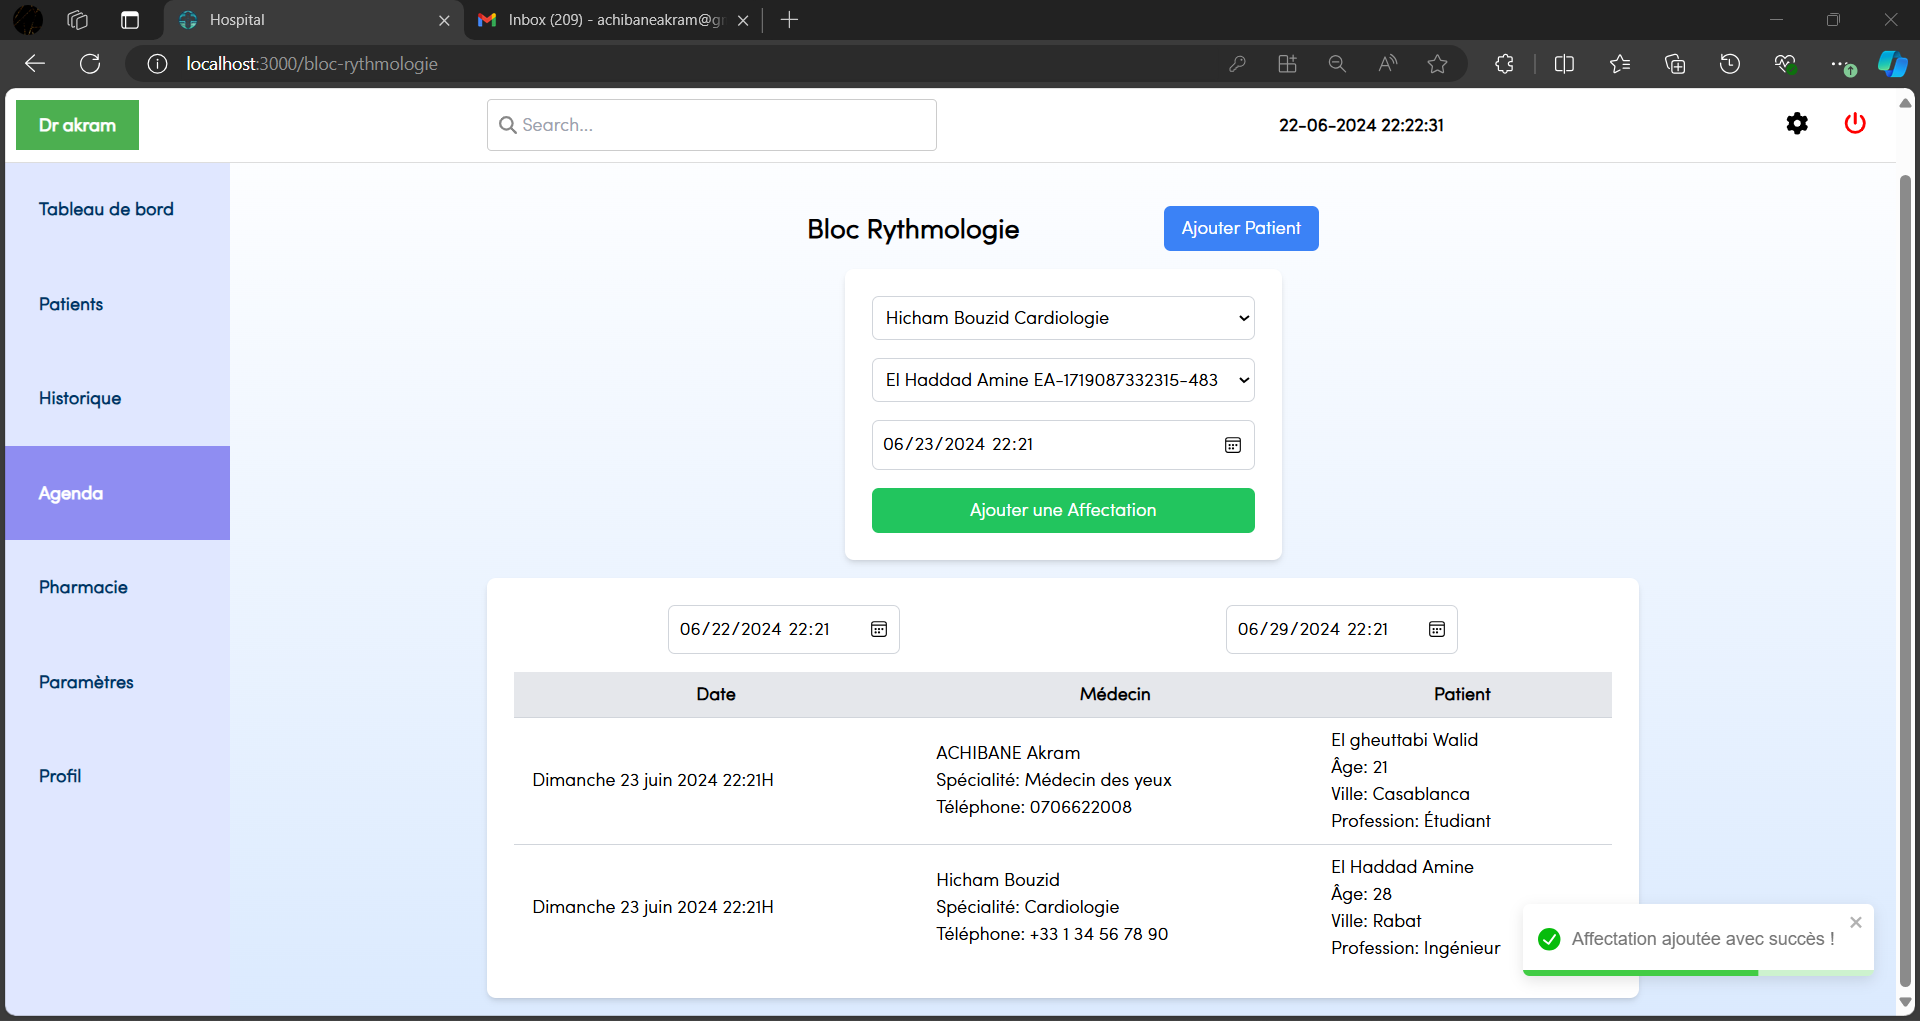 Hospital
Inbox (209) - achibaneakram@gr
localhost:3000/bloc-rythmologie
Dr akram
Search...
22-06-2024 22:22:31
Tableau de bord
Patients
Historique
Agenda
Pharmacie
Paramètres
Profil
Bloc Rythmologie
Ajouter Patient
Hicham Bouzid Cardiologie
El Haddad Amine EA-1719087332315-483
06/23/2024 22:21
Ajouter une Affectation
06/22/2024 22:21
06/29/2024 22:21
Date Médecin Patient
Dimanche 23 juin 2024 22:21H
ACHIBANE Akram
Spécialité: Médecin des yeux
Téléphone: 0706622008
El gheuttabi Walid
Âge: 21
Ville: Casablanca
Profession: Étudiant
Dimanche 23 juin 2024 22:21H
Hicham Bouzid
Spécialité: Cardiologie
Téléphone: +33 1 34 56 78 90
El Haddad Amine
Âge: 28
Ville: Rabat
Profession: Ingénieur
Affectation ajoutée avec succès !